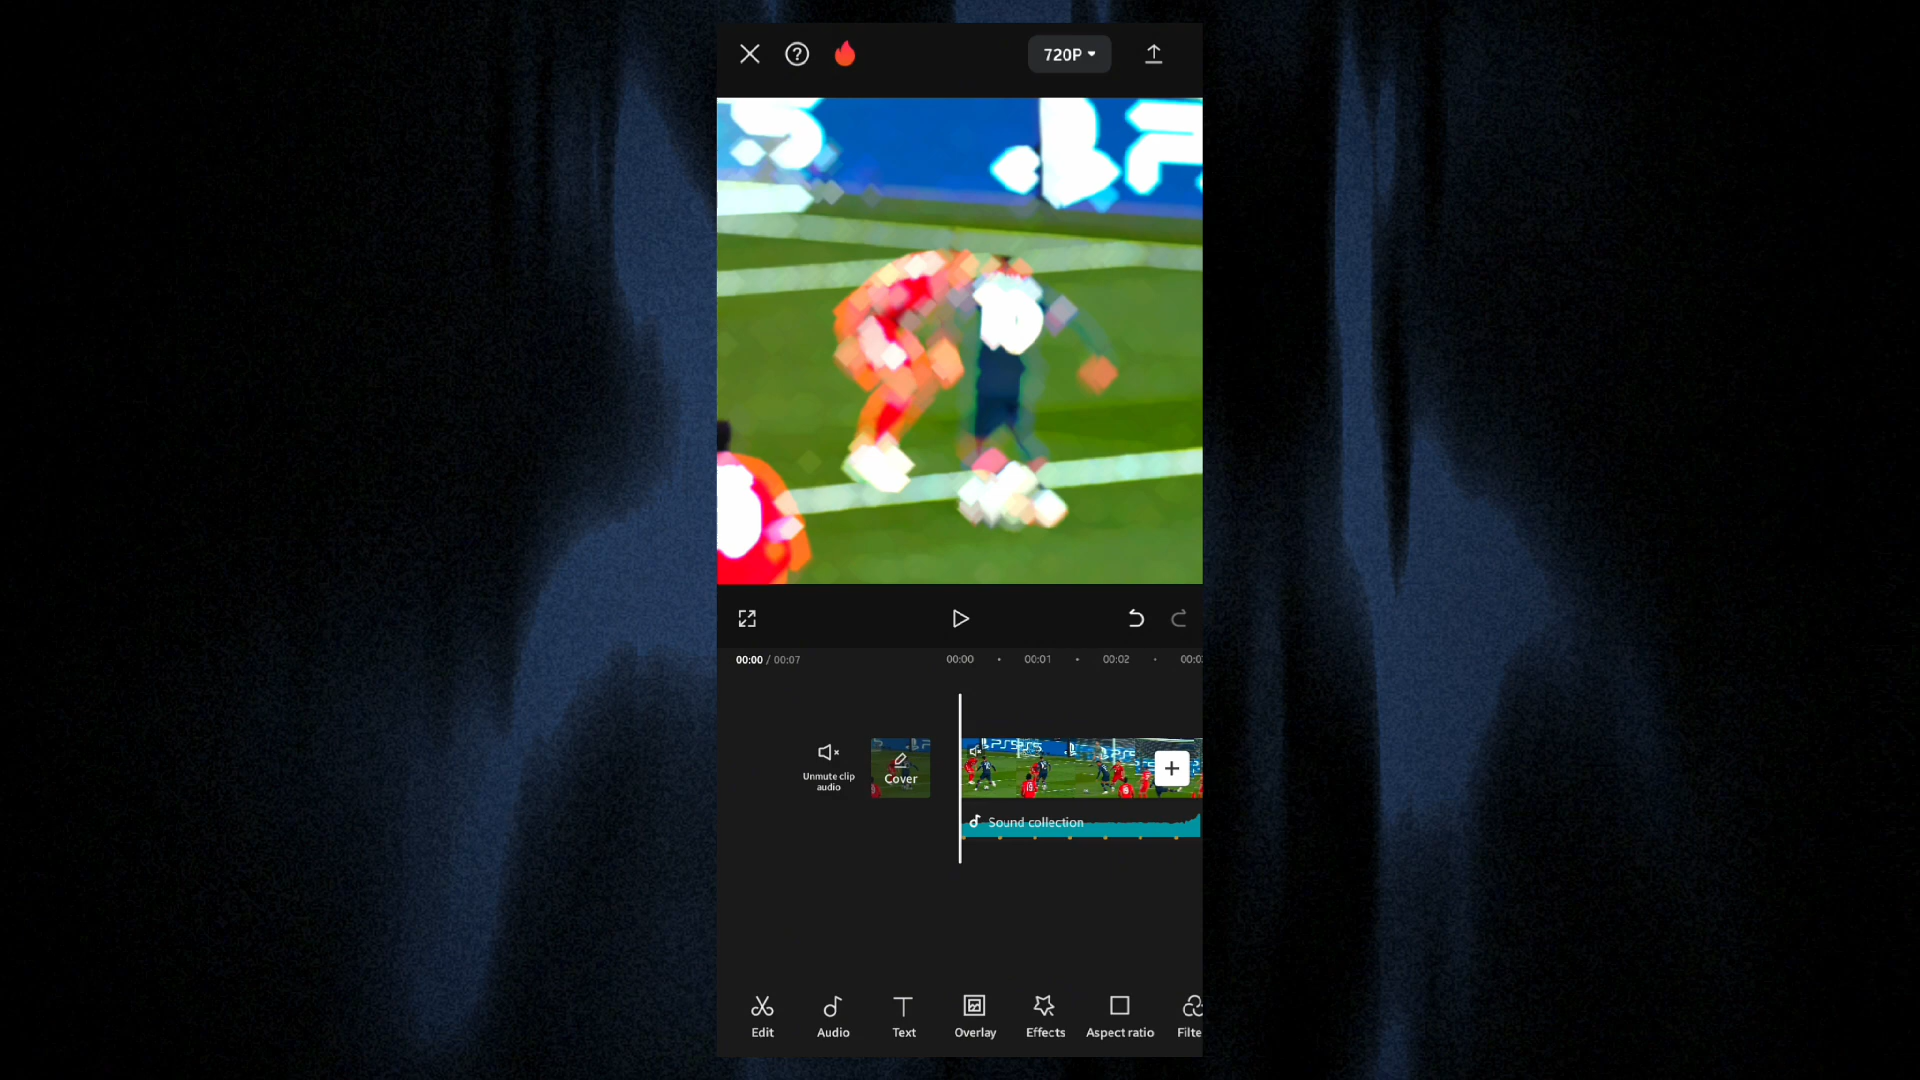 720P
00:00 / 00:07
00:00 00:01 00:02
Unmute clip
audio
Cover
PS5
Sound collection
Edit
Audio
Text
Overlay
Effects
Aspect ratio
Filte